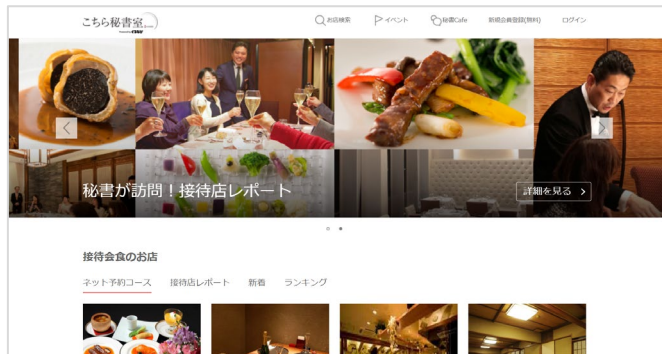 こちら秘書室
お店検索
イベント
秘書Cafe
新規会員登録(無料)
ログイン
秘書が訪問！接待店レポート
詳細を見る
接待会食のお店
ネット予約コース
接待店レポート
新着
ランキング